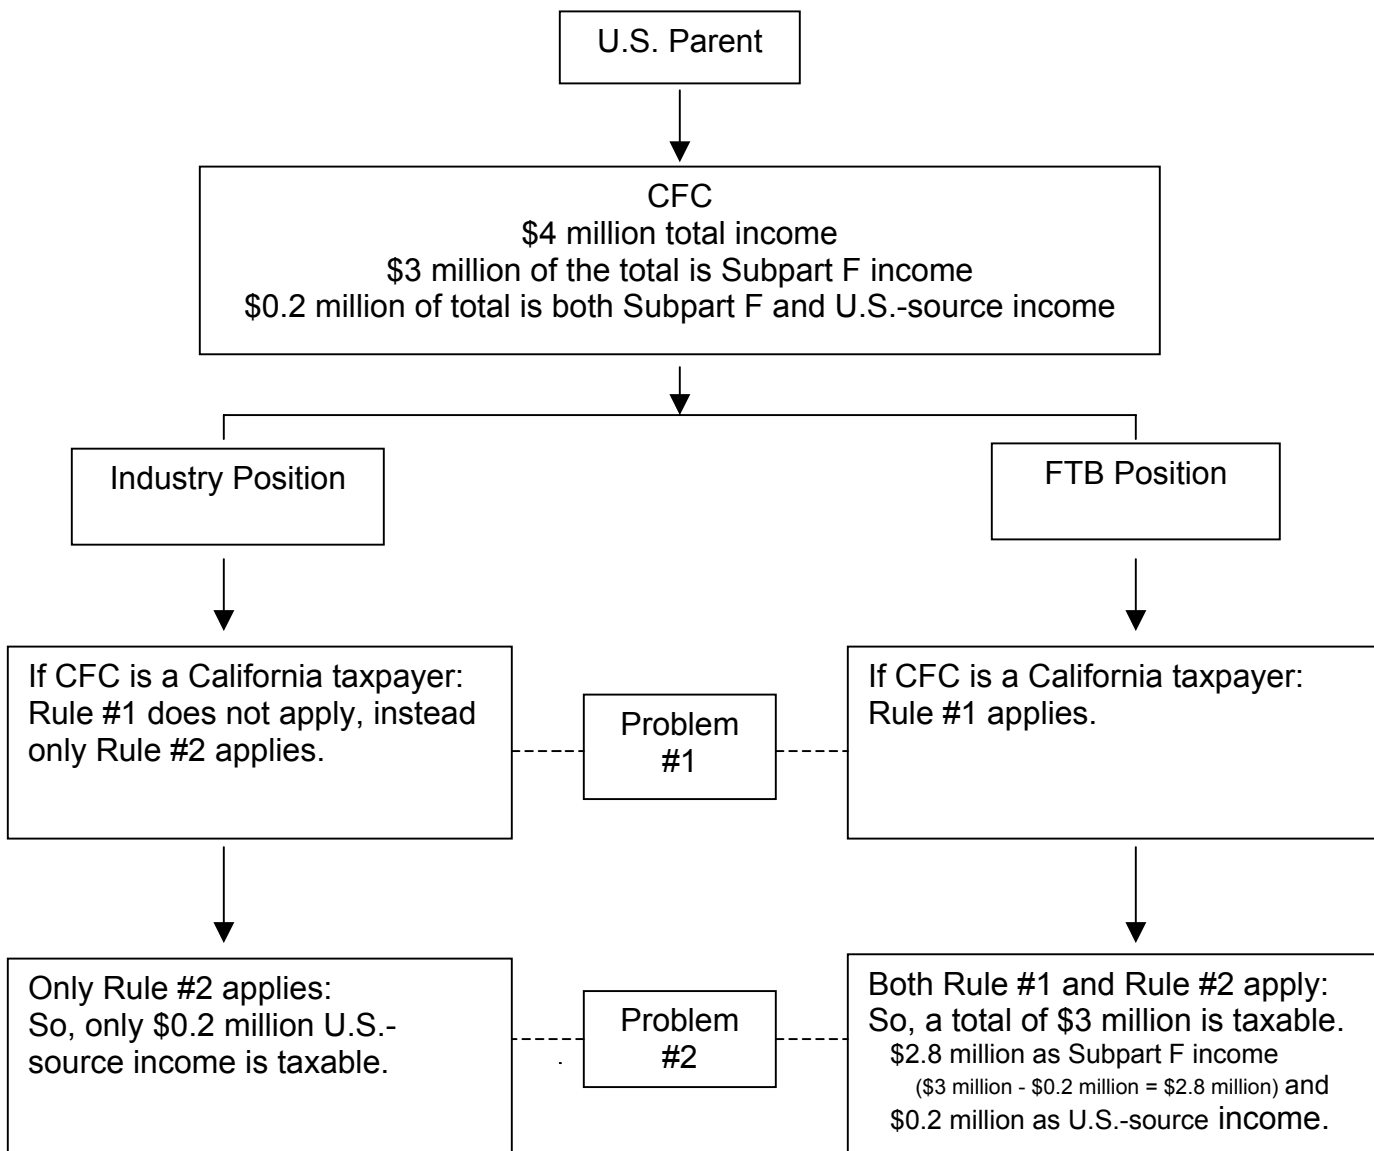 U.S. Parent
CFC
$4 million total income
$3 million of the total is Subpart F income
$0.2 million of total is both Subpart F and U.S.-source income
Industry Position
FTB Position
If CFC is a California taxpayer:
Rule #1 does not apply, instead
only Rule #2 applies.
Problem
#1
If CFC is a California taxpayer:
Rule #1 applies.
Only Rule #2 applies:
So, only $0.2 million U.S.-
source income is taxable.
Problem
#2
Both Rule #1 and Rule #2 apply:
So, a total of $3 million is taxable.
$2.8 million as Subpart F income
($3 million - $0.2 million = $2.8 million) and
$0.2 million as U.S.-source income.